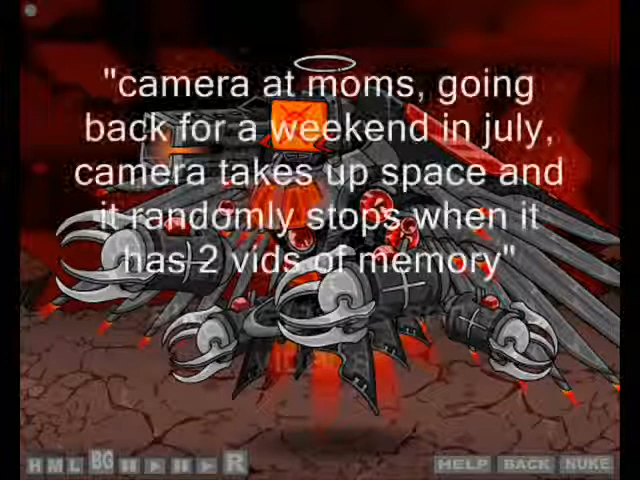 "camera at moms, going
back for a weekend in july,
camera takes up space and
it randomly stops when it
has 2 vids of memory"
H M L BG R HELP BACK NUKE